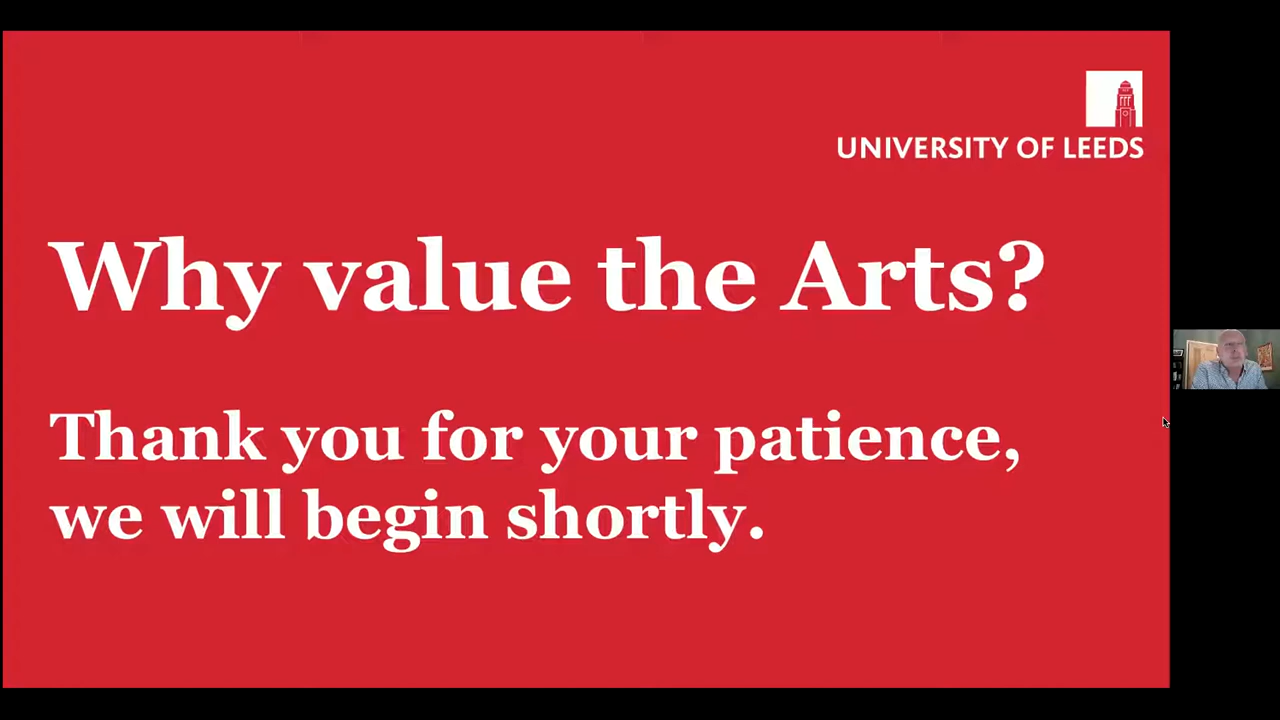 UNIVERSITY OF LEEDS
Why value the Arts?
Thank you for your patience,
we will begin shortly.